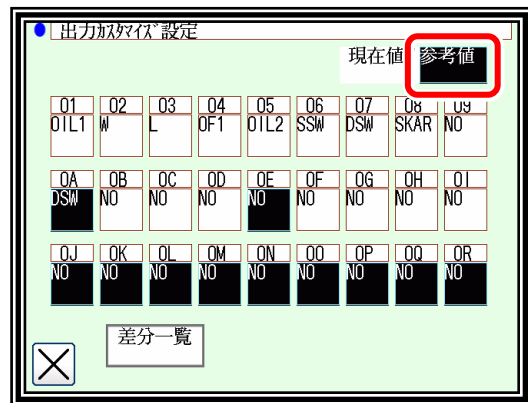 出力ｶｽﾀﾏｲｽﾞ設定
現在値 参考値
01 02 03 04 05 06 07 08 09
OIL1 W L OF1 OIL2 SSW DSW SKAR NO
0A 0B 0C 0D 0E 0F 0G 0H 0I
DSW NO NO NO NO NO NO NO NO
0J 0K 0L 0M 0N 0O 0P 0Q 0R
NO NO NO NO NO NO NO NO NO
差分一覧